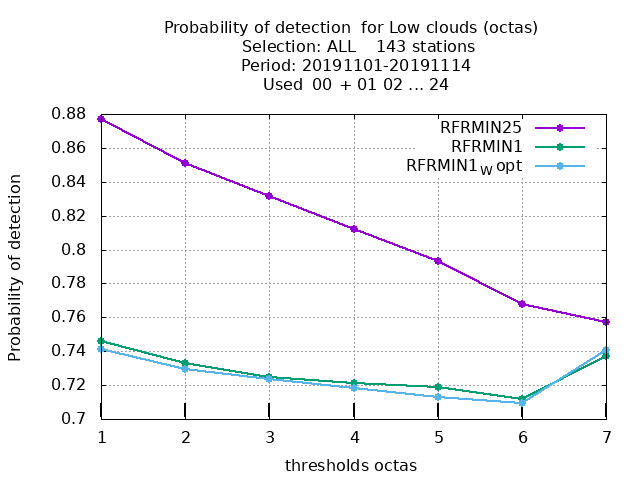 Probability of detection  for Low clouds (octas)
Selection: ALL    143 stations
Period: 20191101-20191114
Used  00  + 01 02 ... 24
RFRMIN25
RFRMIN1
RFRMIN1W opt
0.88
0.86
0.84
0.82
0.8
0.78
0.76
0.74
0.72
0.7
Probability of detection
1 2 3 4 5 6 7
thresholds octas